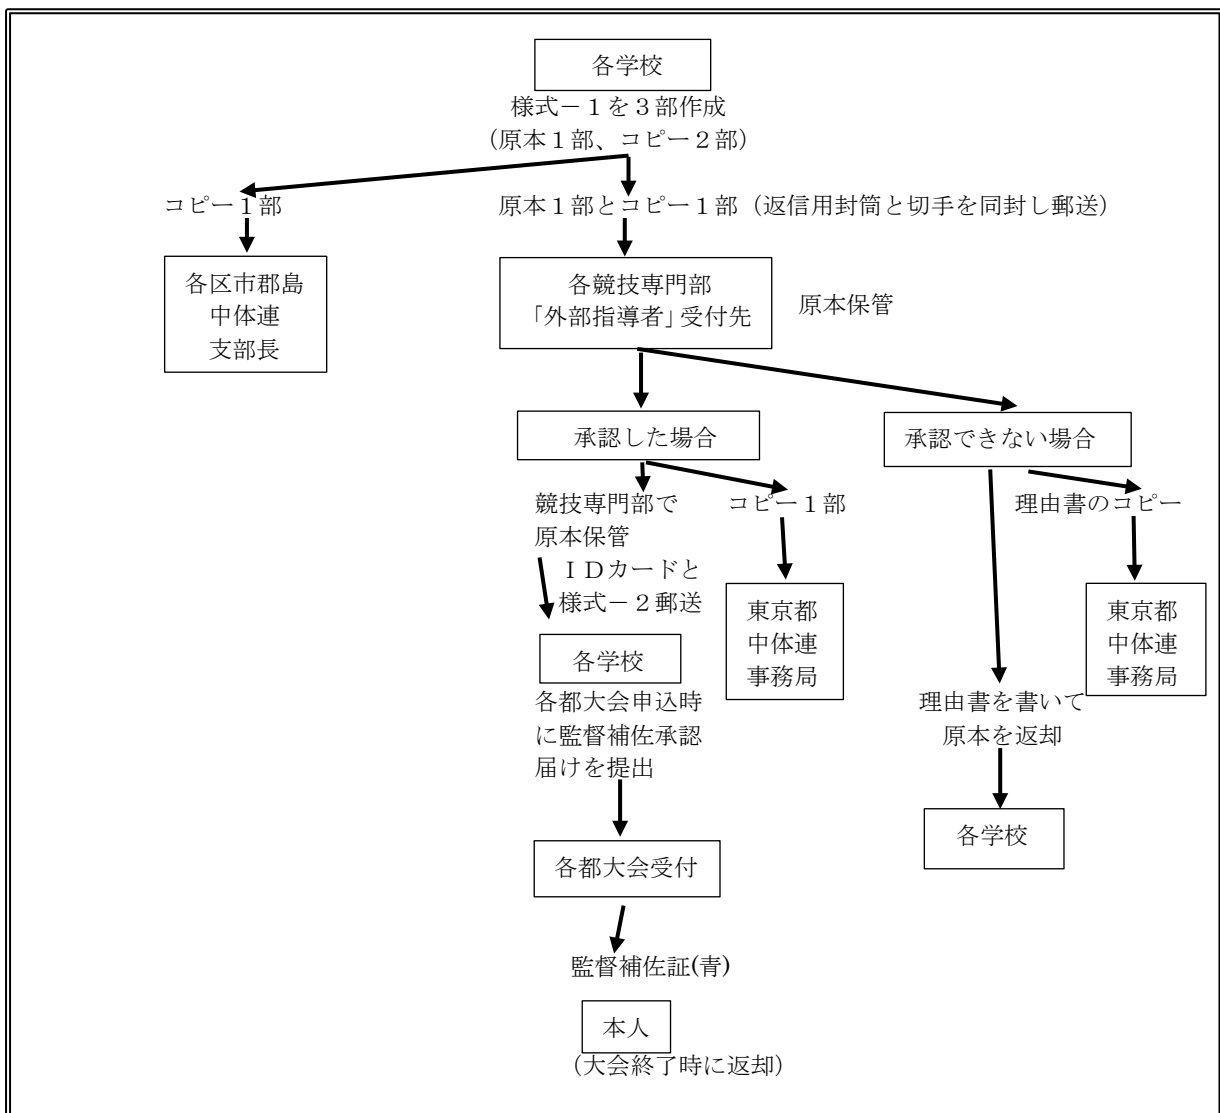 各学校
様式－１を３部作成
（原本１部、コピー２部）
コピー１部
原本１部とコピー１部（返信用封筒と切手を同封し郵送）
各区市郡島
中体連
支部長
各競技専門部
「外部指導者」受付先
原本保管
承認した場合
承認できない場合
競技専門部で
原本保管
ＩＤカードと
様式－２郵送
コピー１部
理由書のコピー
東京都
中体連
事務局
東京都
中体連
事務局
各学校
各都大会申込時
に監督補佐承認
届けを提出
理由書を書いて
原本を返却
各学校
各都大会受付
監督補佐証(青)
本人
（大会終了時に返却）